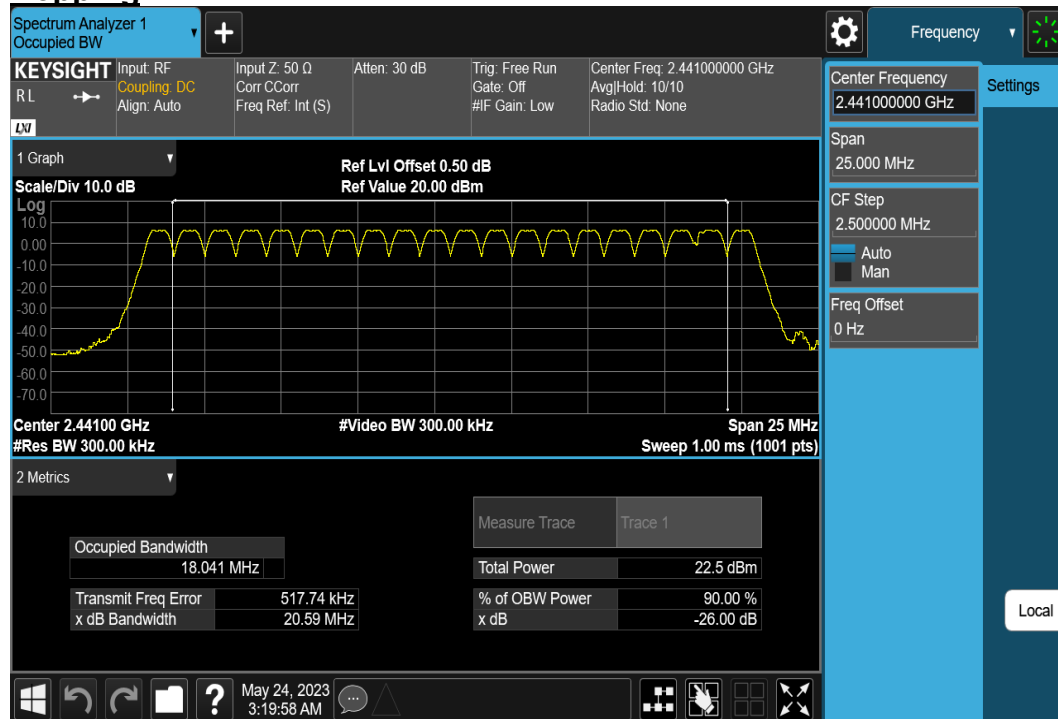 Spectrum Analyzer 1
Occupied BW
+
Frequency
KEYSIGHT
R L
LXI
Input: RF
Coupling: DC
Align: Auto
Input Z: 50 Ω
Corr CCorr
Freq Ref: Int (S)
Atten: 30 dB
Trig: Free Run
Gate: Off
#IF Gain: Low
Center Freq: 2.441000000 GHz
Avg|Hold: 10/10
Radio Std: None
Center Frequency
2.441000000 GHz
Settings
Span
25.000 MHz
CF Step
2.500000 MHz
Auto
Man
Freq Offset
0 Hz
1 Graph
Scale/Div 10.0 dB
Ref Lvl Offset 0.50 dB
Ref Value 20.00 dBm
Log
10.0
0.00
-10.0
-20.0
-30.0
-40.0
-50.0
-60.0
-70.0
Center 2.44100 GHz
#Video BW 300.00 kHz
Span 25 MHz
#Res BW 300.00 kHz
Sweep 1.00 ms (1001 pts)
2 Metrics
Measure Trace Trace 1
Occupied Bandwidth
18.041 MHz
Total Power 22.5 dBm
Transmit Freq Error 517.74 kHz
% of OBW Power 90.00 %
x dB Bandwidth 20.59 MHz
x dB -26.00 dB
Local
?
May 24, 2023
3:19:58 AM